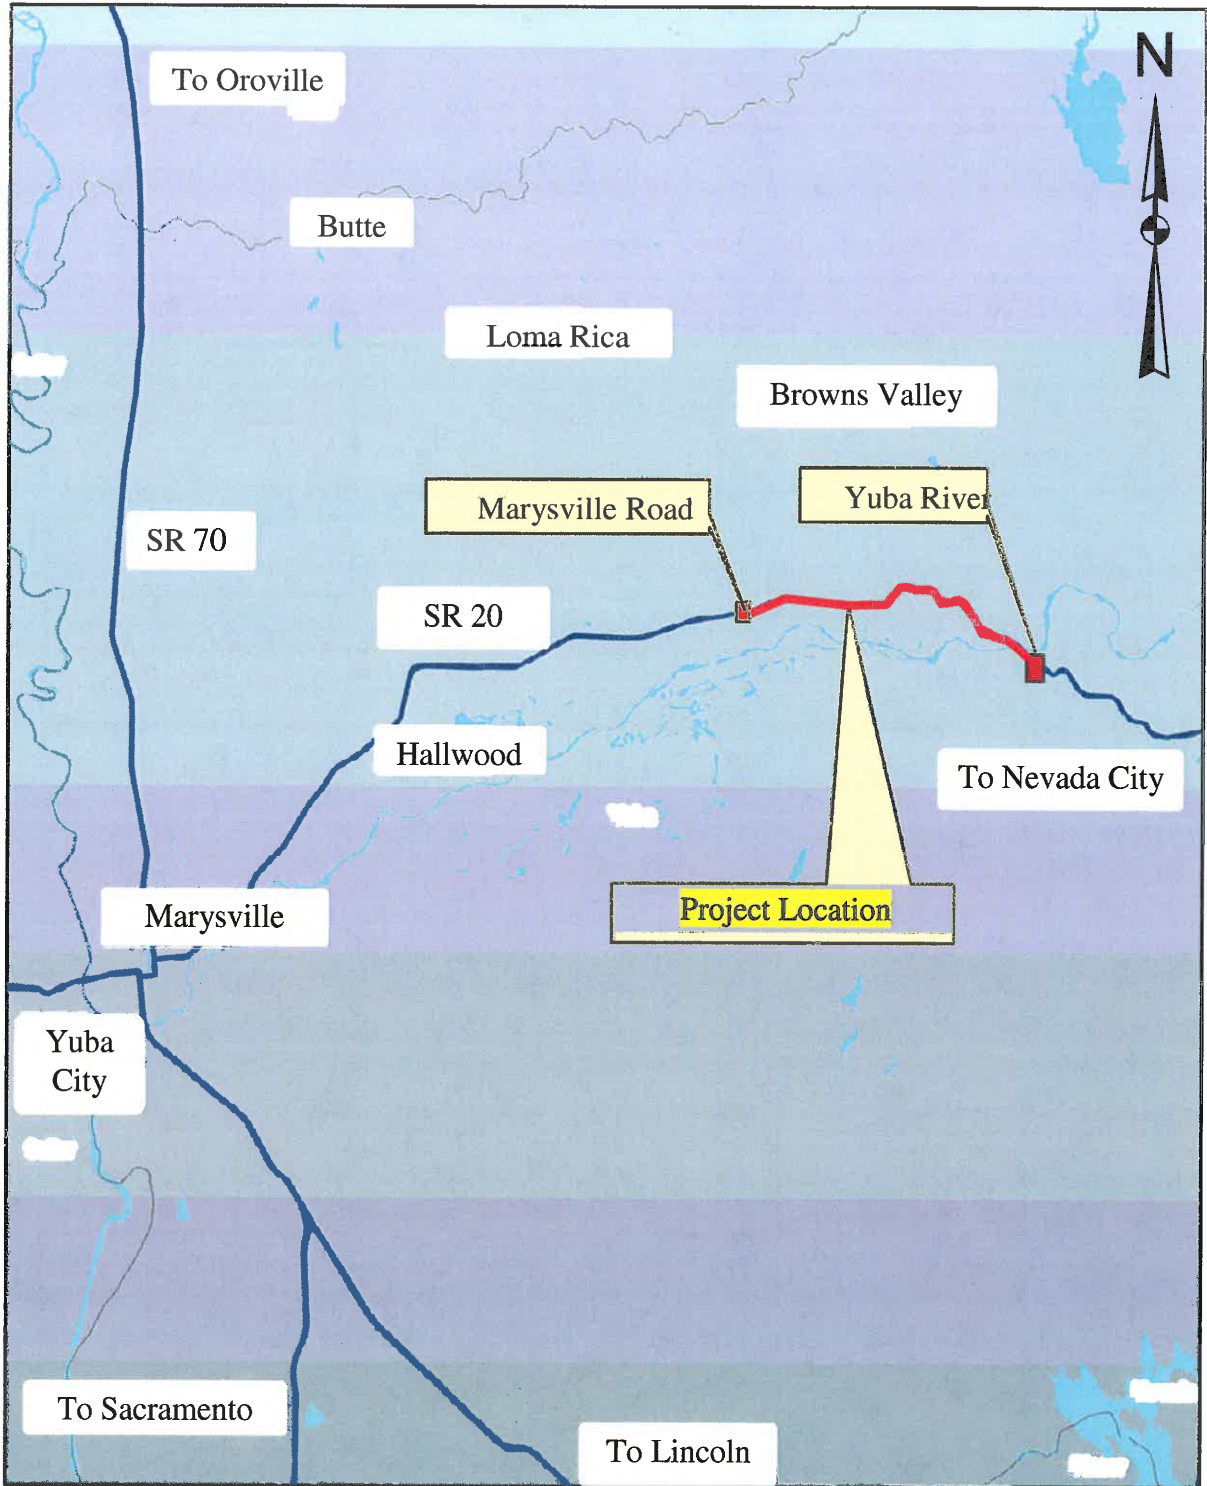 N
To Oroville
Butte
Loma Rica
Browns Valley
Marysville Road
Yuba River
SR 70
SR 20
Hallwood
To Nevada City
Marysville
Project Location
Yuba
City
To Sacramento
To Lincoln